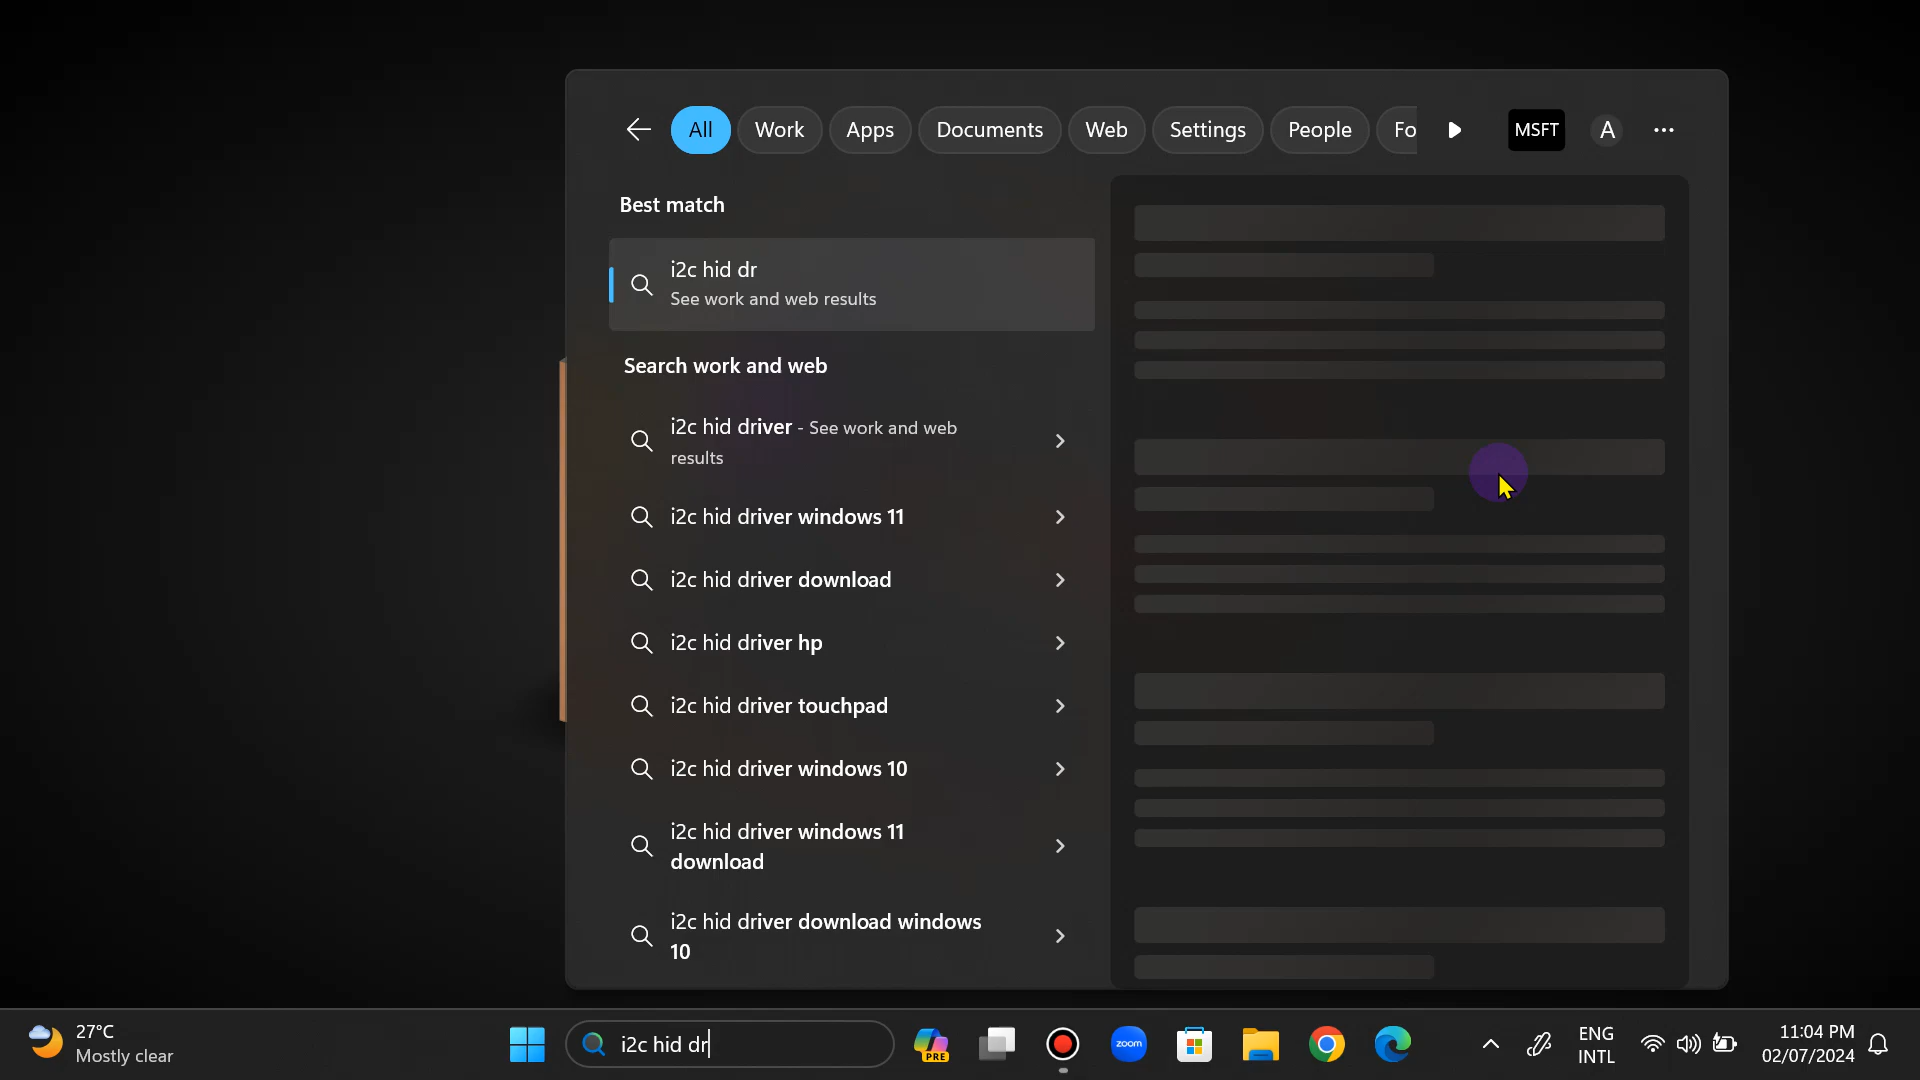 All
Work
Apps
Documents
Web
Settings
People
Fo
MSFT
A
Best match
i2c hid dr
See work and web results
Search work and web
i2c hid driver - See work and web
results
i2c hid driver windows 11
i2c hid driver download
i2c hid driver hp
i2c hid driver touchpad
i2c hid driver windows 10
i2c hid driver windows 11
download
i2c hid driver download windows
10
27°C
Mostly clear
i2c hid dr
PRE
zoom
ENG
INTL
11:04 PM
02/07/2024